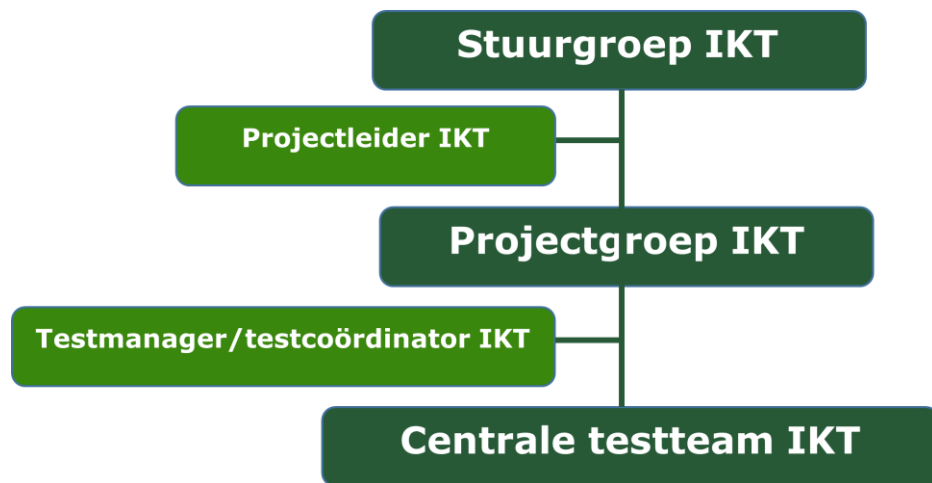 Stuurgroep IKT
Projectleider IKT
Projectgroep IKT
Testmanager/testcoördinator IKT
Centrale testteam IKT